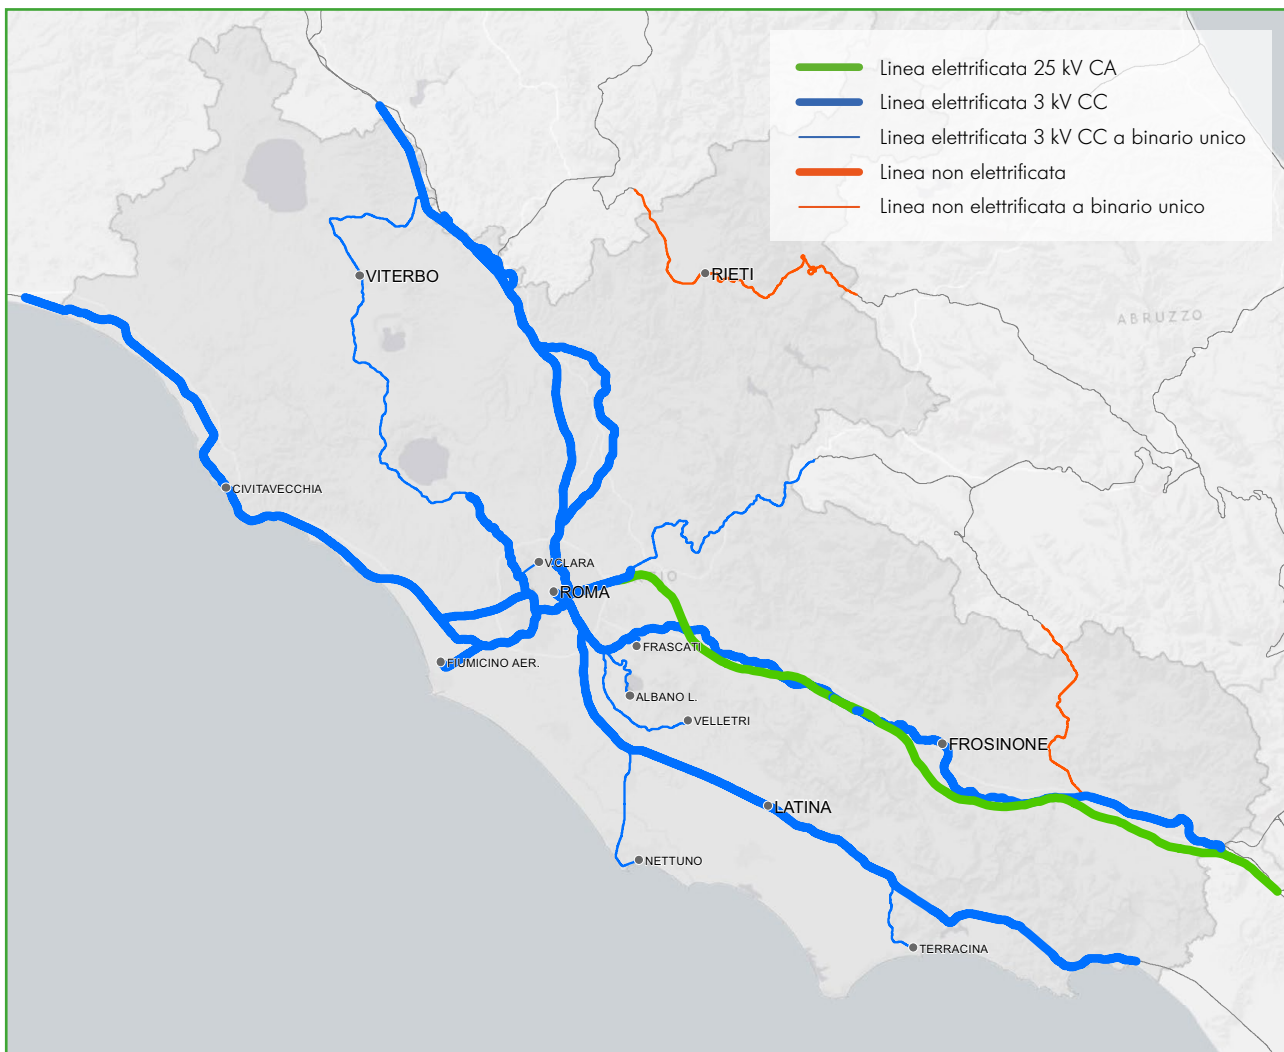 Linea elettrificata 25 kV CA
Linea elettrificata 3 kV CC
Linea elettrificata 3 kV CC a binario unico
Linea non elettrificata
Linea non elettrificata a binario unico
RIETI
VITERBO
ABRUZZO
CIVITAVECCHIA
V.CLARA
ROMA
FRASCATI
FIUMICINO AER.
ALBANO L.
VELLETRI
FROSINONE
LATINA
NETTUNO
TERRACINA